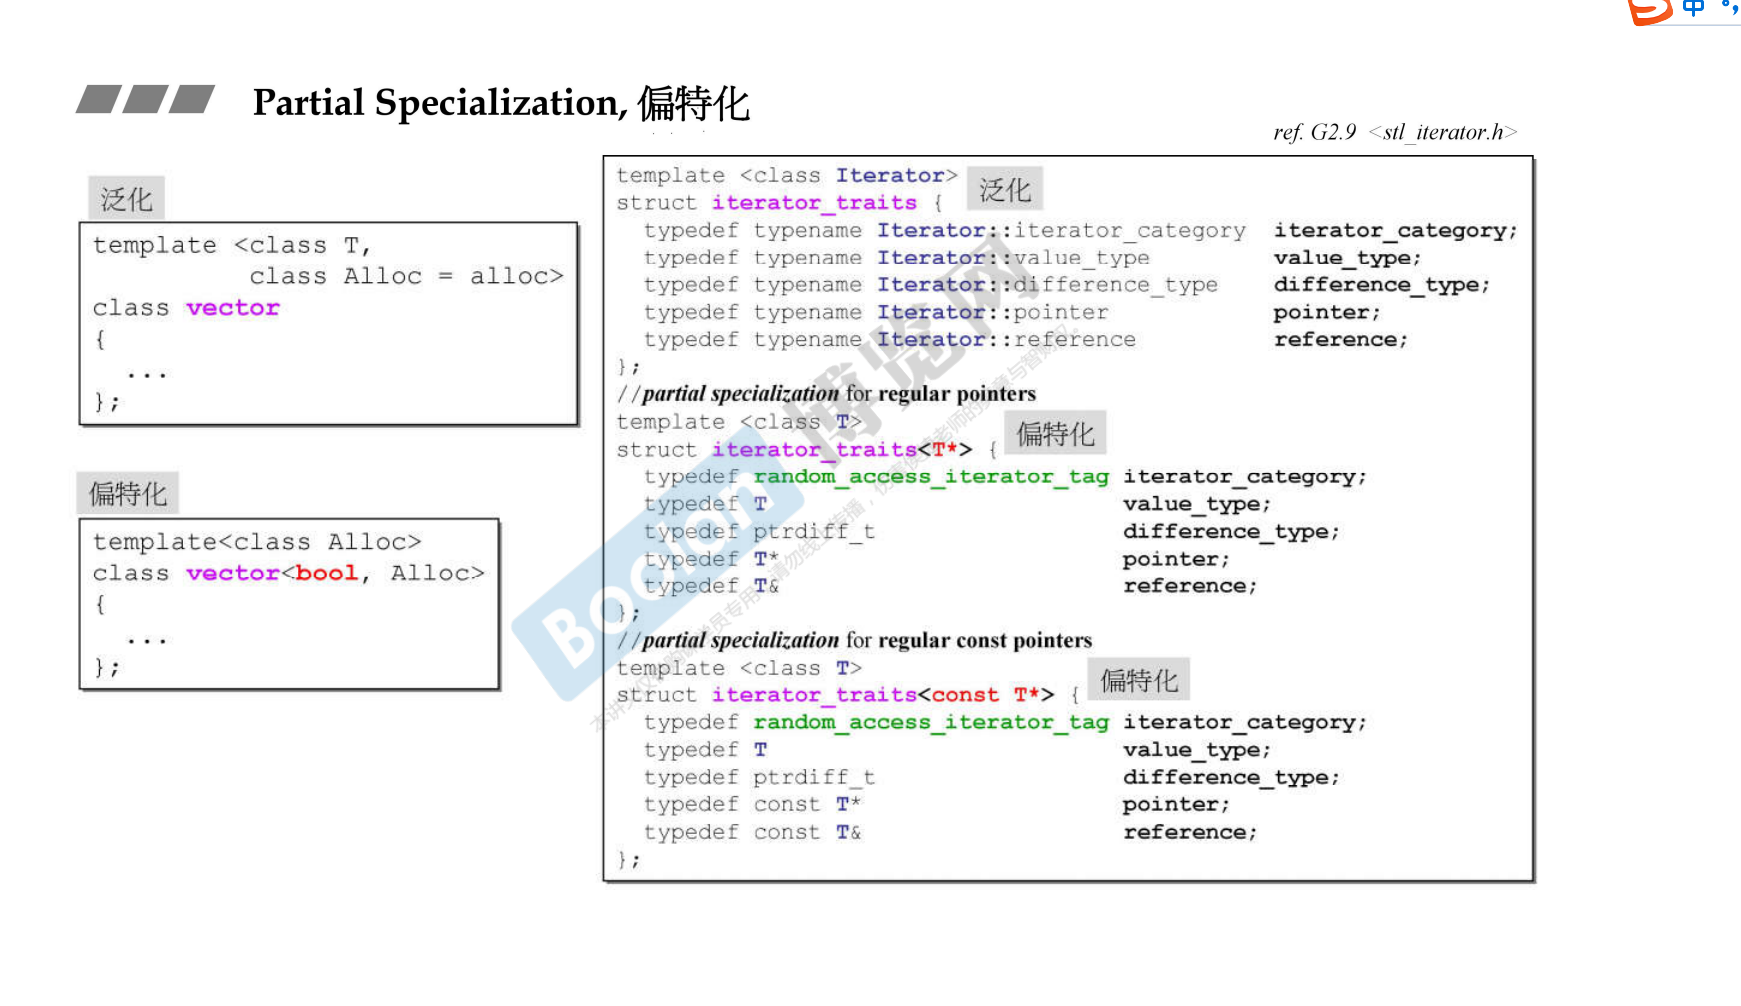 中 °,
Partial Specialization, 偏特化
ref. G2.9 <stl_iterator.h>
泛化
template <class T,
class Alloc = alloc>
class vector
{
...
};
偏特化
template<class Alloc>
class vector<bool, Alloc>
{
...
};
template <class Iterator>
泛化
struct iterator_traits {
typedef typename Iterator::iterator_category iterator_category;
typedef typename Iterator::value_type value_type;
typedef typename Iterator::difference_type difference_type;
typedef typename Iterator::pointer pointer;
typedef typename Iterator::reference reference;
};
//partial specialization for regular pointers
template <class T>
偏特化
struct iterator_traits<T*> {
typedef random_access_iterator_tag iterator_category;
typedef T value_type;
typedef ptrdiff_t difference_type;
typedef T* pointer;
typedef T& reference;
};
//partial specialization for regular const pointers
template <class T>
偏特化
struct iterator_traits<const T*> {
typedef random_access_iterator_tag iterator_category;
typedef T value_type;
typedef ptrdiff_t difference_type;
typedef const T* pointer;
typedef const T& reference;
};
Boolan 博览网